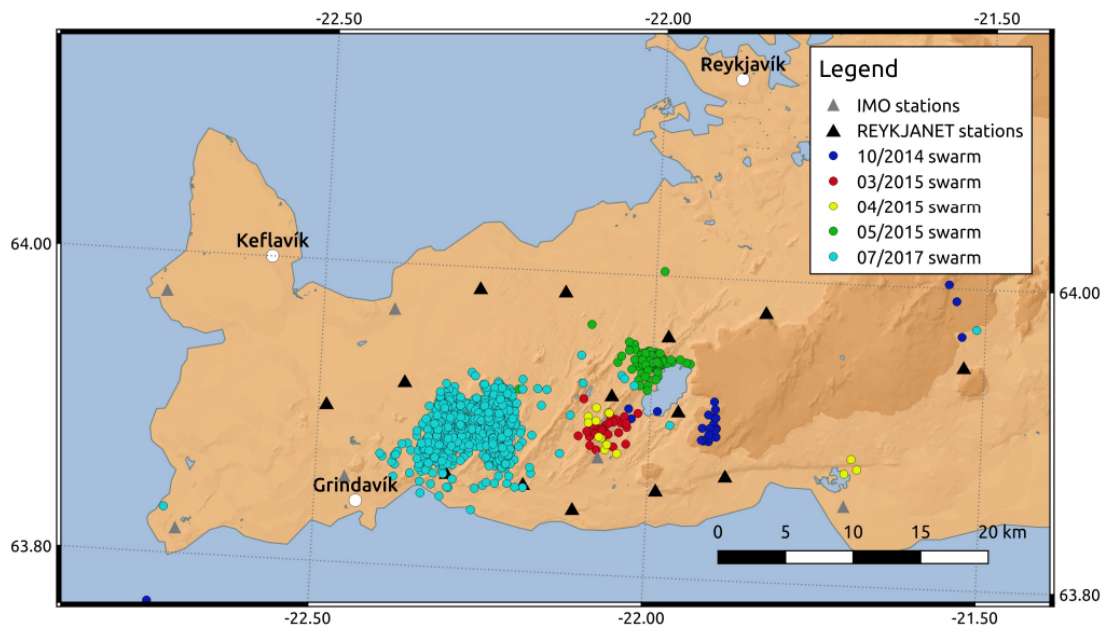 -22.50 -22.00 -21.50
Reykjavík
Legend
IMO stations
REYKJANET stations
10/2014 swarm
03/2015 swarm
04/2015 swarm
05/2015 swarm
07/2017 swarm
64.00
Keflavík
64.00
Grindavík
0 5 10 15 20 km
63.80
63.80
-22.50 -22.00 -21.50